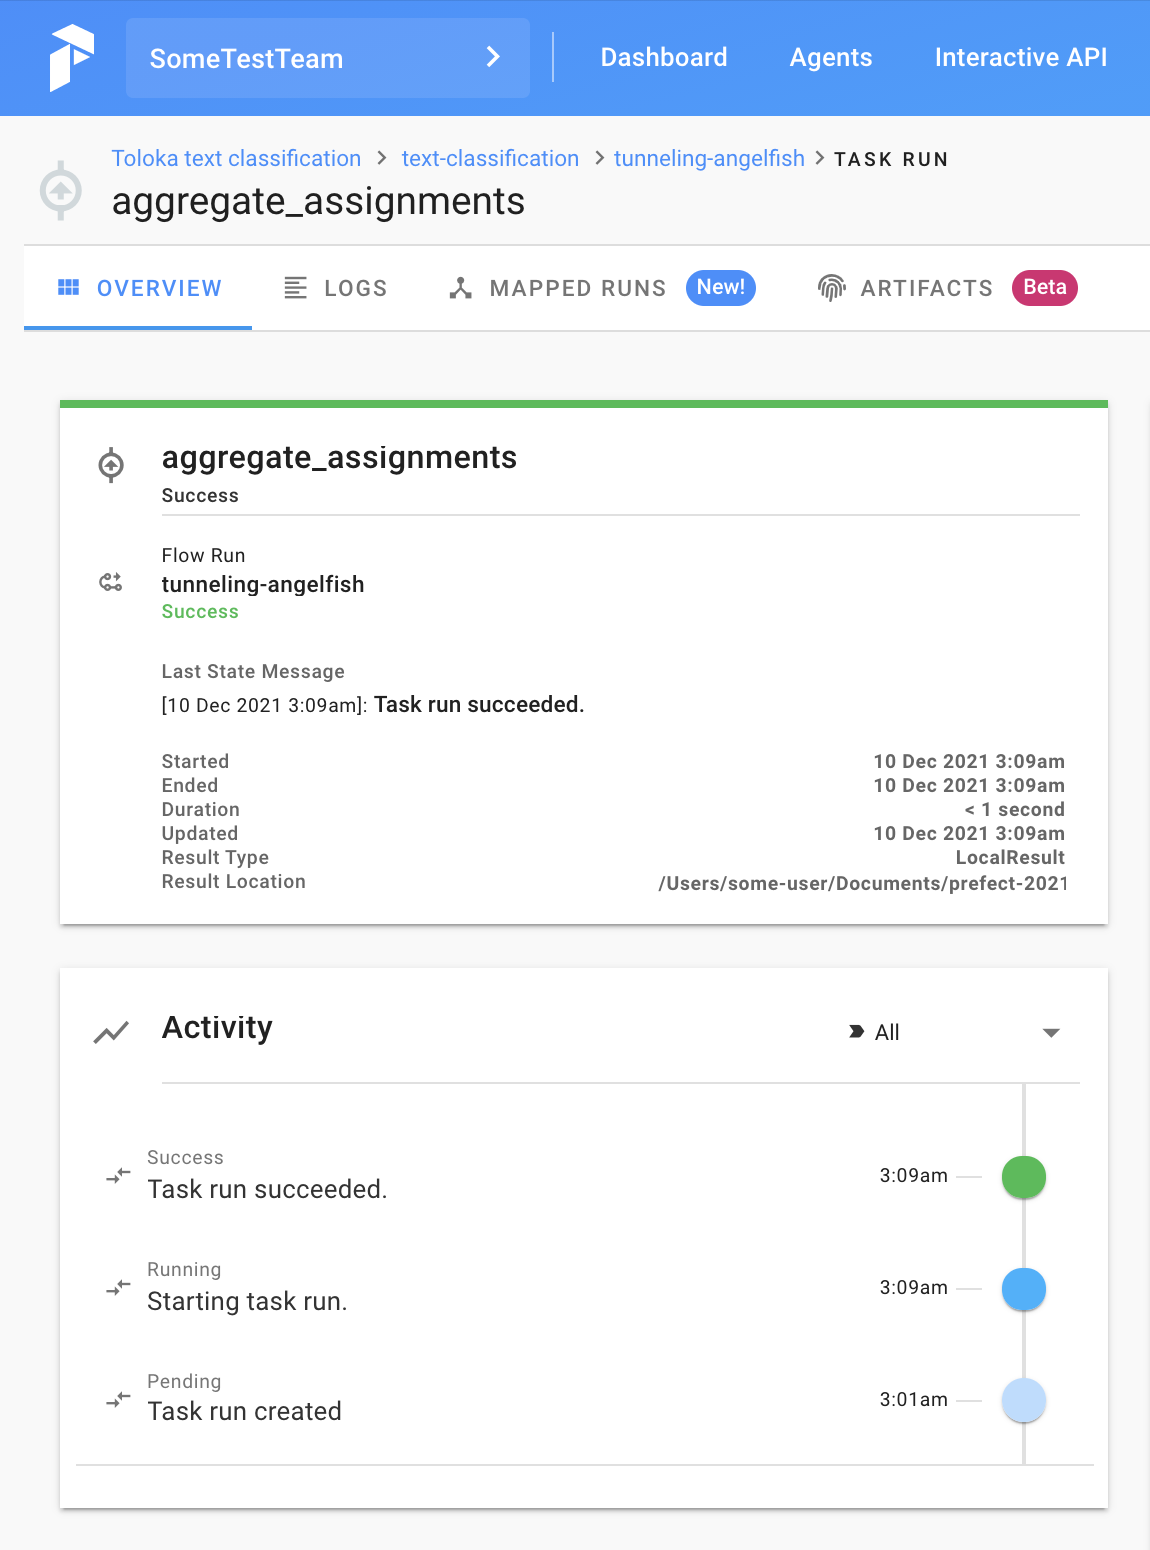 SomeTestTeam Dashboard Agents Interactive API
Toloka text classification > text-classification > tunneling-angelfish > TASK RUN
aggregate_assignments
OVERVIEW LOGS MAPPED RUNS New! ARTIFACTS Beta
aggregate_assignments
Success
Flow Run
tunneling-angelfish
Success
Last State Message
[10 Dec 2021 3:09am]: Task run succeeded.
Started 10 Dec 2021 3:09am
Ended 10 Dec 2021 3:09am
Duration < 1 second
Updated 10 Dec 2021 3:09am
Result Type LocalResult
Result Location /Users/some-user/Documents/prefect-2021
Activity All
Success
Task run succeeded. 3:09am
Running
Starting task run. 3:09am
Pending
Task run created 3:01am